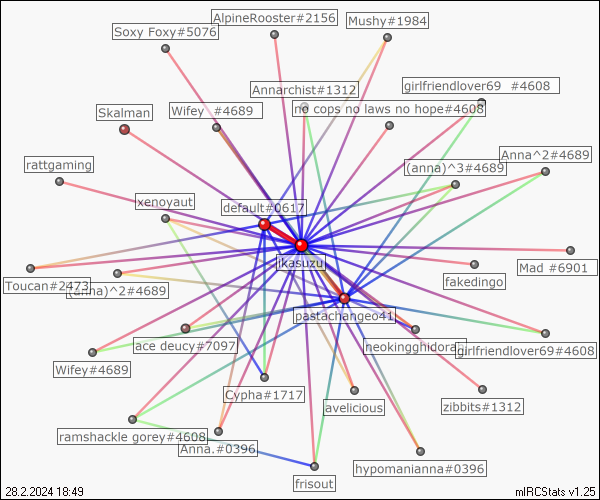 AlpineRooster#2156
Mushy#1984
Soxy Foxy#5076
Annarchist#1312
girlfriendlover69 #4608
Skalman
Wifey #4689
no cops no laws no hope#4608
Anna^2#4689
rattgaming
(anna)^3#4689
xenoyaut
default#0617
ikasuzu
Mad #6901
fakedingo
Toucan#2473
(anna)^2#4689
pastachangeo41
ace deucy#7097
neokingghidora
girlfriendlover69#4608
Wifey#4689
Cypha#1717
avelicious
zibbits#1312
ramshackle gorey#4608
Anna.#0396
hypomanianna#0396
frisout
28.2.2024 18:49
mIRCStats v1.25